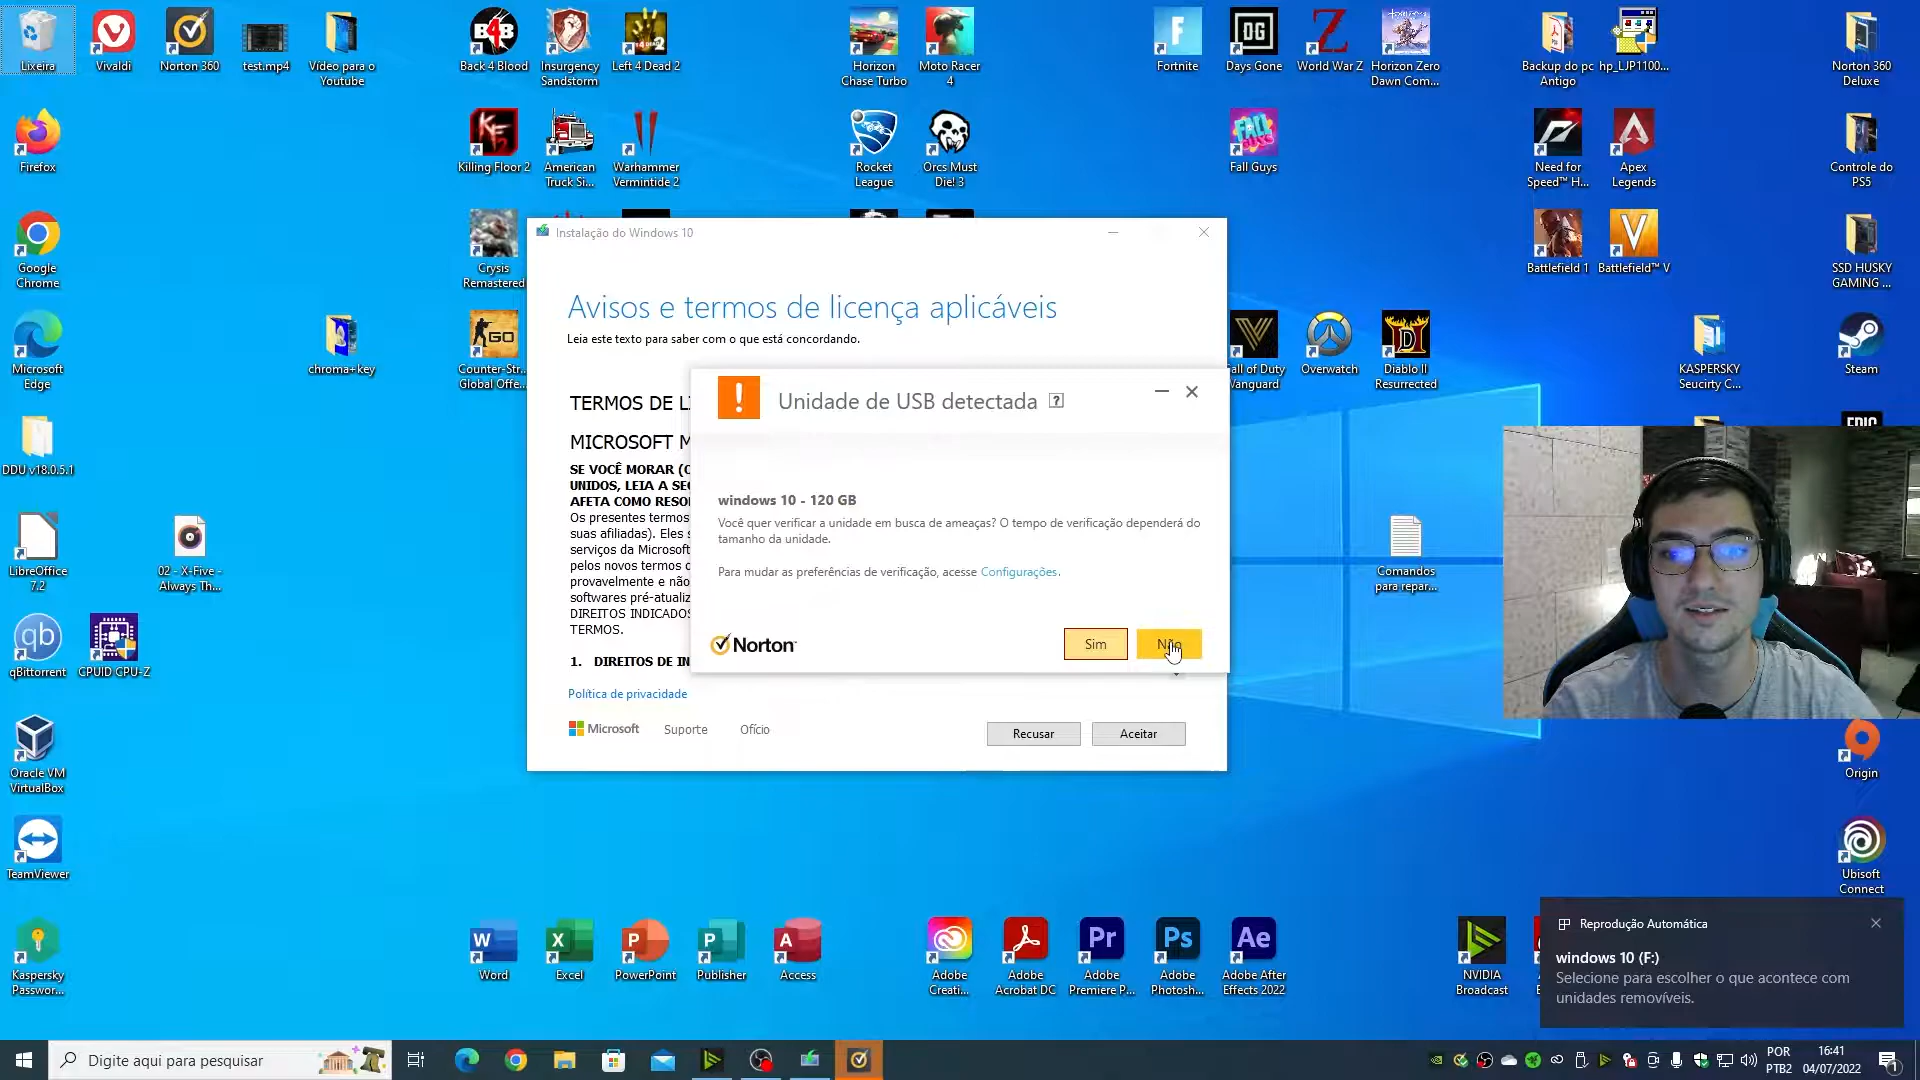 Lixeira
Vivaldi
Norton 360
test.mp4
Vídeo para o
Youtube
Back 4 Blood
Insurgency
Sandstorm
Left 4 Dead 2
Horizon
Chase Turbo
Moto Racer
4
Fortnite
Days Gone
World War Z
Horizon Zero
Dawn Com...
Backup do pc
Antigo
hp_LJP1100...
Norton 360
Deluxe
Firefox
Killing Floor 2
American
Truck Si...
Warhammer
Vermintide 2
Rocket
League
Orcs Must
Die! 3
Fall Guys
Need for
Speed™ H...
Apex
Legends
Controle do
PS5
Google
Chrome
Crysis
Remastered
Battlefield 1
Battlefield™ V
SSD HUSKY
GAMING ...
Microsoft
Edge
chroma+key
Counter-Str...
Global Offe...
all of Duty
Vanguard
Overwatch
Diablo II
Resurrected
KASPERSKY
Seucirty C...
Steam
DDU v18.0.5.1
LibreOffice
7.2
02 - X-Five -
Always Th...
Comandos
para repar...
qBittorrent
CPUID CPU-Z
Oracle VM
VirtualBox
Origin
TeamViewer
Ubisoft
Connect
Kaspersky
Passwor...
Word
Excel
PowerPoint
Publisher
Access
Adobe
Creati...
Adobe
Acrobat DC
Adobe
Premiere P...
Adobe
Photosh...
Adobe After
Effects 2022
NVIDIA
Broadcast
Instalação do Windows 10
Avisos e termos de licença aplicáveis
Leia este texto para saber com o que está concordando.
TERMOS DE LI
MICROSOFT M
SE VOCÊ MORAR (O
UNIDOS, LEIA A SEÇ
AFETA COMO RESO
Os presentes termos
suas afiliadas). Eles s
serviços da Microsoft
pelos novos termos d
provavelmente e não
softwares pré-atualiz
DIREITOS INDICADOS
TERMOS.
1. DIREITOS DE IN
Política de privacidade
Microsoft
Suporte
Ofício
Recusar
Aceitar
Unidade de USB detectada ?
windows 10 - 120 GB
Você quer verificar a unidade em busca de ameaças? O tempo de verificação dependerá do
tamanho da unidade.
Para mudar as preferências de verificação, acesse Configurações.
Norton
Sim
Não
Reprodução Automática
windows 10 (F:)
Selecione para escolher o que acontece com
unidades removíveis.
Digite aqui para pesquisar
POR
PTB2
16:41
04/07/2022
1